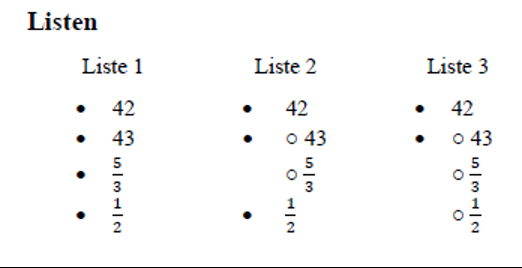 Listen
Liste 1 Liste 2 Liste 3
• 42 • 42 • 42
• 43 • ○ 43 • ○ 43
• 5/3 ○ 5/3 ○ 5/3
• 1/2 • 1/2 ○ 1/2